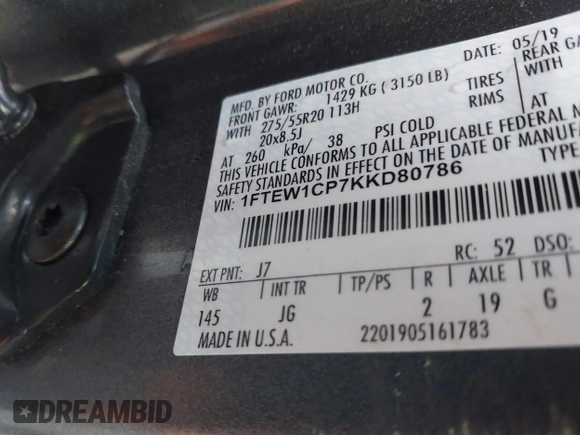 MFD. BY FORD MOTOR CO.
DATE: 05/19
FRONT GAWR: 1429 KG ( 3150 LB)
REAR GA
WITH 275/55R20 113H
TIRES
WITH
20x8.5J
RIMS
AT 260 kPa/ 38 PSI COLD
AT
THIS VEHICLE CONFORMS TO ALL APPLICABLE FEDERAL M
SAFETY STANDARDS IN EFFECT ON THE DATE OF MANUFA
VIN: 1FTEW1CP7KKD80786
TYPE
EXT PNT: J7
RC: 52 DSO:
WB INT TR TP/PS R AXLE TR
145 JG 2 19 G
MADE IN U.S.A. 2201905161783
DREAMBID